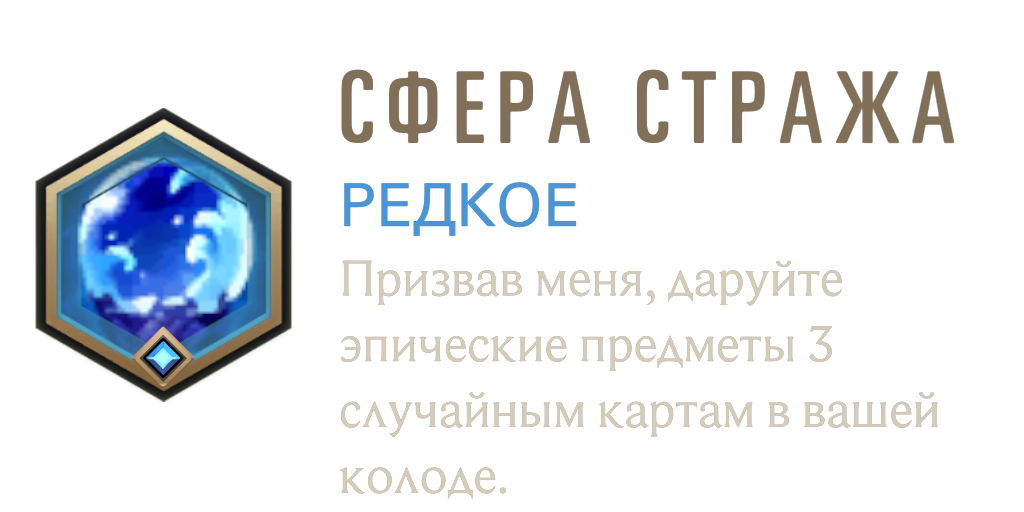 СФЕРА СТРАЖА
РЕДКОЕ
Призвав меня, даруйте
эпические предметы 3
случайным картам в вашей
колоде.